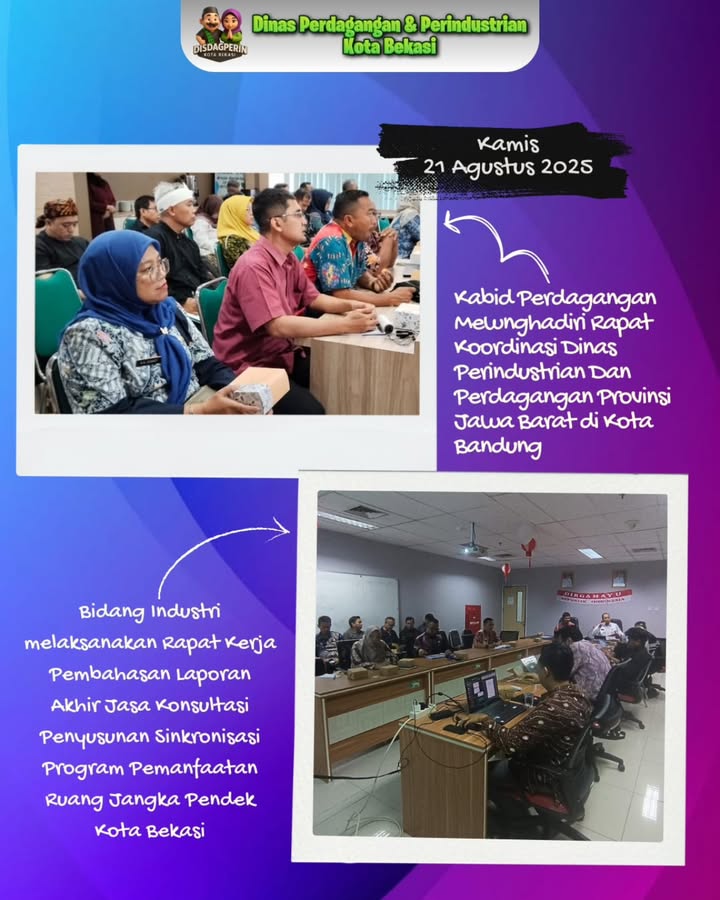 DISDAGPERIN
KOTA BEKASI
Dinas Perdagangan & Perindustrian
Kota Bekasi
Kamis
21 Agustus 2025
Kabid Perdagangan
Melunghadiri Rapat
Koordinasi Dinas
Perindustrian Dan
Perdagangan Provinsi
Jawa Barat di Kota
Bandung
Bidang Industri
melaksanakan Rapat Kerja
Pembahasan Laporan
Akhir Jasa Konsultasi
Penyusunan Sinkronisasi
Program Pemanfaatan
Ruang Jangka Pendek
Kota Bekasi
DIRGAHAYU